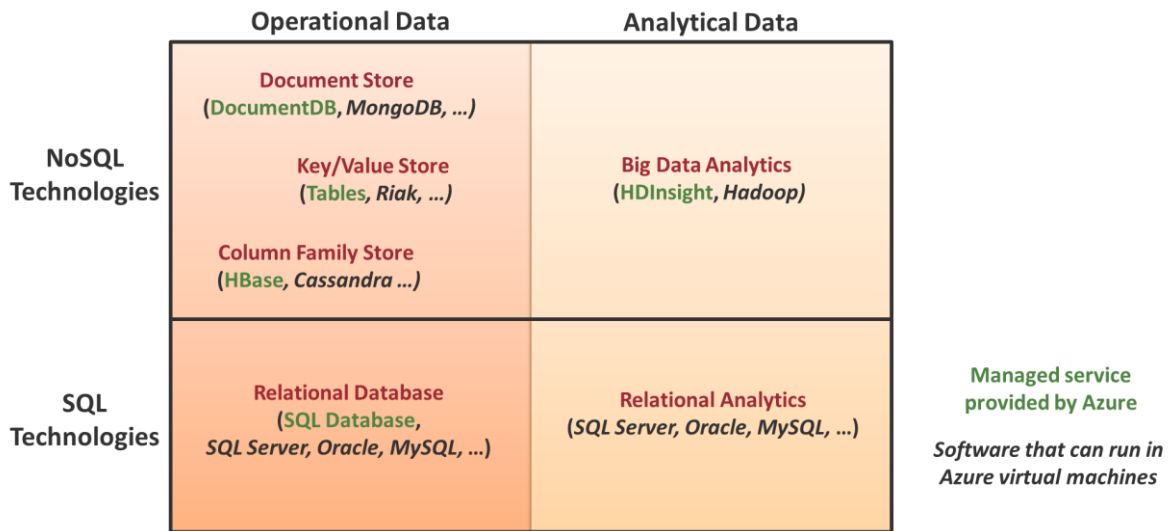 Operational Data
Analytical Data
NoSQL
Technologies
Document Store
(DocumentDB, MongoDB, …)
Key/Value Store
(Tables, Riak, …)
Column Family Store
(HBase, Cassandra …)
Big Data Analytics
(HDInsight, Hadoop)
SQL
Technologies
Relational Database
(SQL Database,
SQL Server, Oracle, MySQL, …)
Relational Analytics
(SQL Server, Oracle, MySQL, …)
Managed service
provided by Azure
Software that can run in
Azure virtual machines